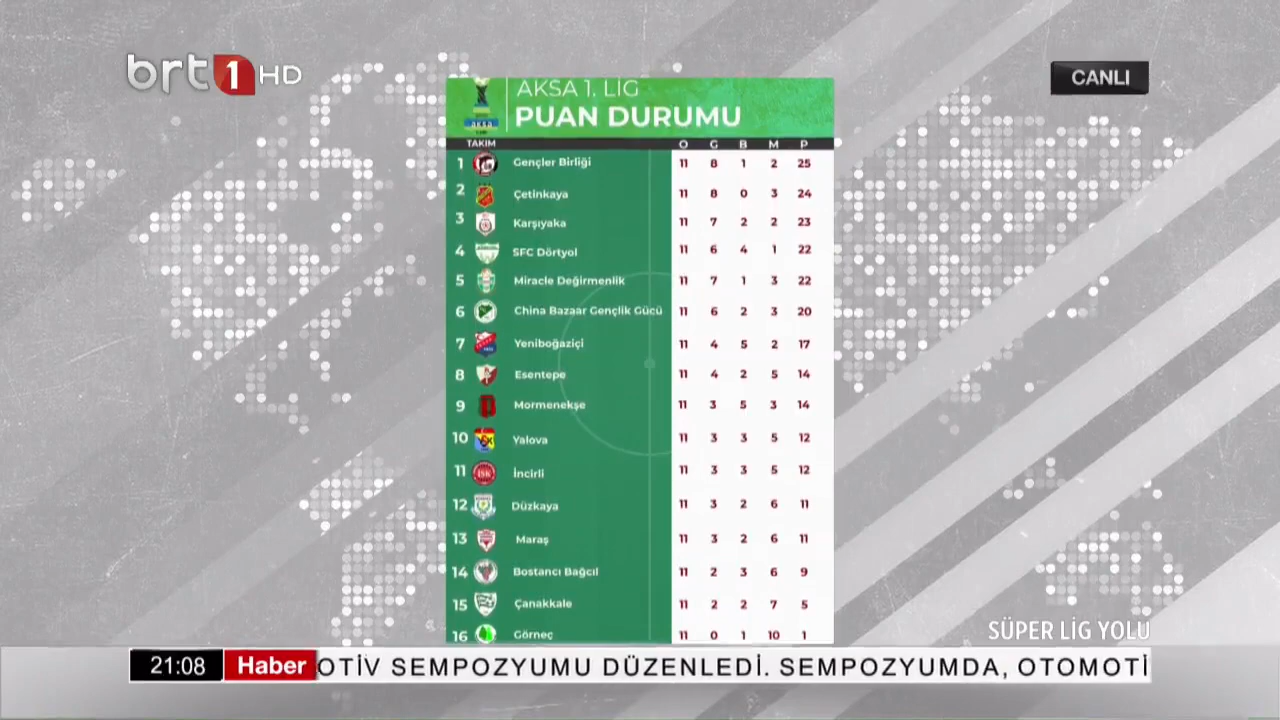 brt 1 HD
CANLI
AKSA 1. LİG
PUAN DURUMU
TAKIM O G B M P
1 Gençler Birliği 11 8 1 2 25
2 Çetinkaya 11 8 0 3 24
3 Karşıyaka 11 7 2 2 23
4 SFC Dörtyol 11 6 4 1 22
5 Miracle Değirmenlik 11 7 1 3 22
6 China Bazaar Gençlik Gücü 11 6 2 3 20
7 Yeniboğaziçi 11 4 5 2 17
8 Esentepe 11 4 2 5 14
9 Mormenekşe 11 3 5 3 14
10 Yalova 11 3 3 5 12
11 İncirli 11 3 3 5 12
12 Düzkaya 11 3 2 6 11
13 Maraş 11 3 2 6 11
14 Bostancı Bağcıl 11 2 3 6 9
15 Çanakkale 11 2 2 7 5
16 Görneç 11 0 1 10 1
SÜPER LİG YOLU
21:08 Haber OTİV SEMPOZYUMU DÜZENLEDİ. SEMPOZYUMDA, OTOMOTİ